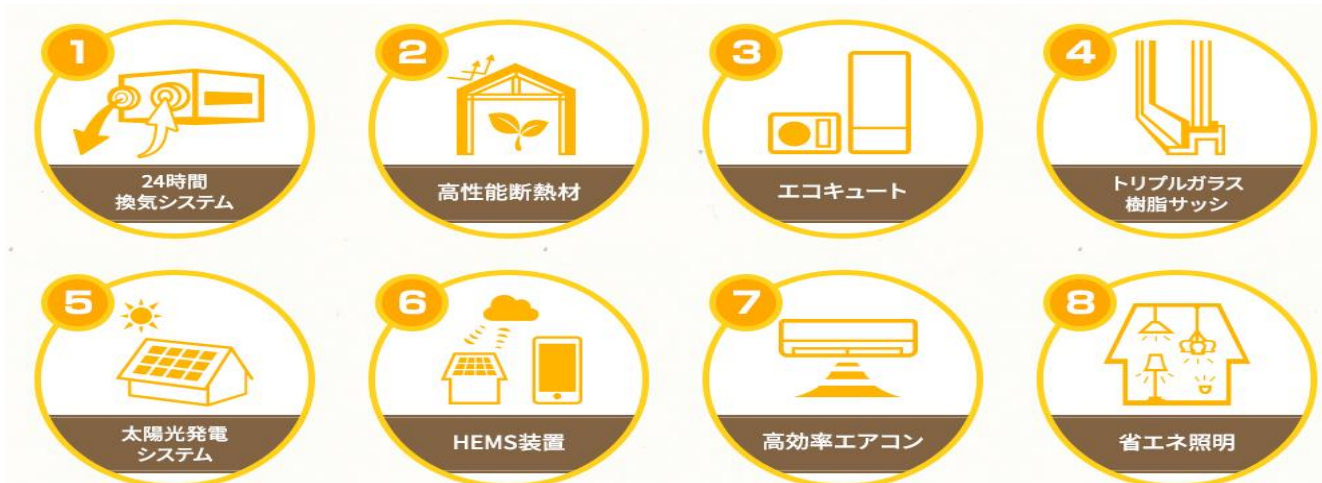 1
24時間
換気システム
2
高性能断熱材
3
エコキュート
4
トリプルガラス
樹脂サッシ
5
太陽光発電
システム
6
HEMS装置
7
高効率エアコン
8
省エネ照明